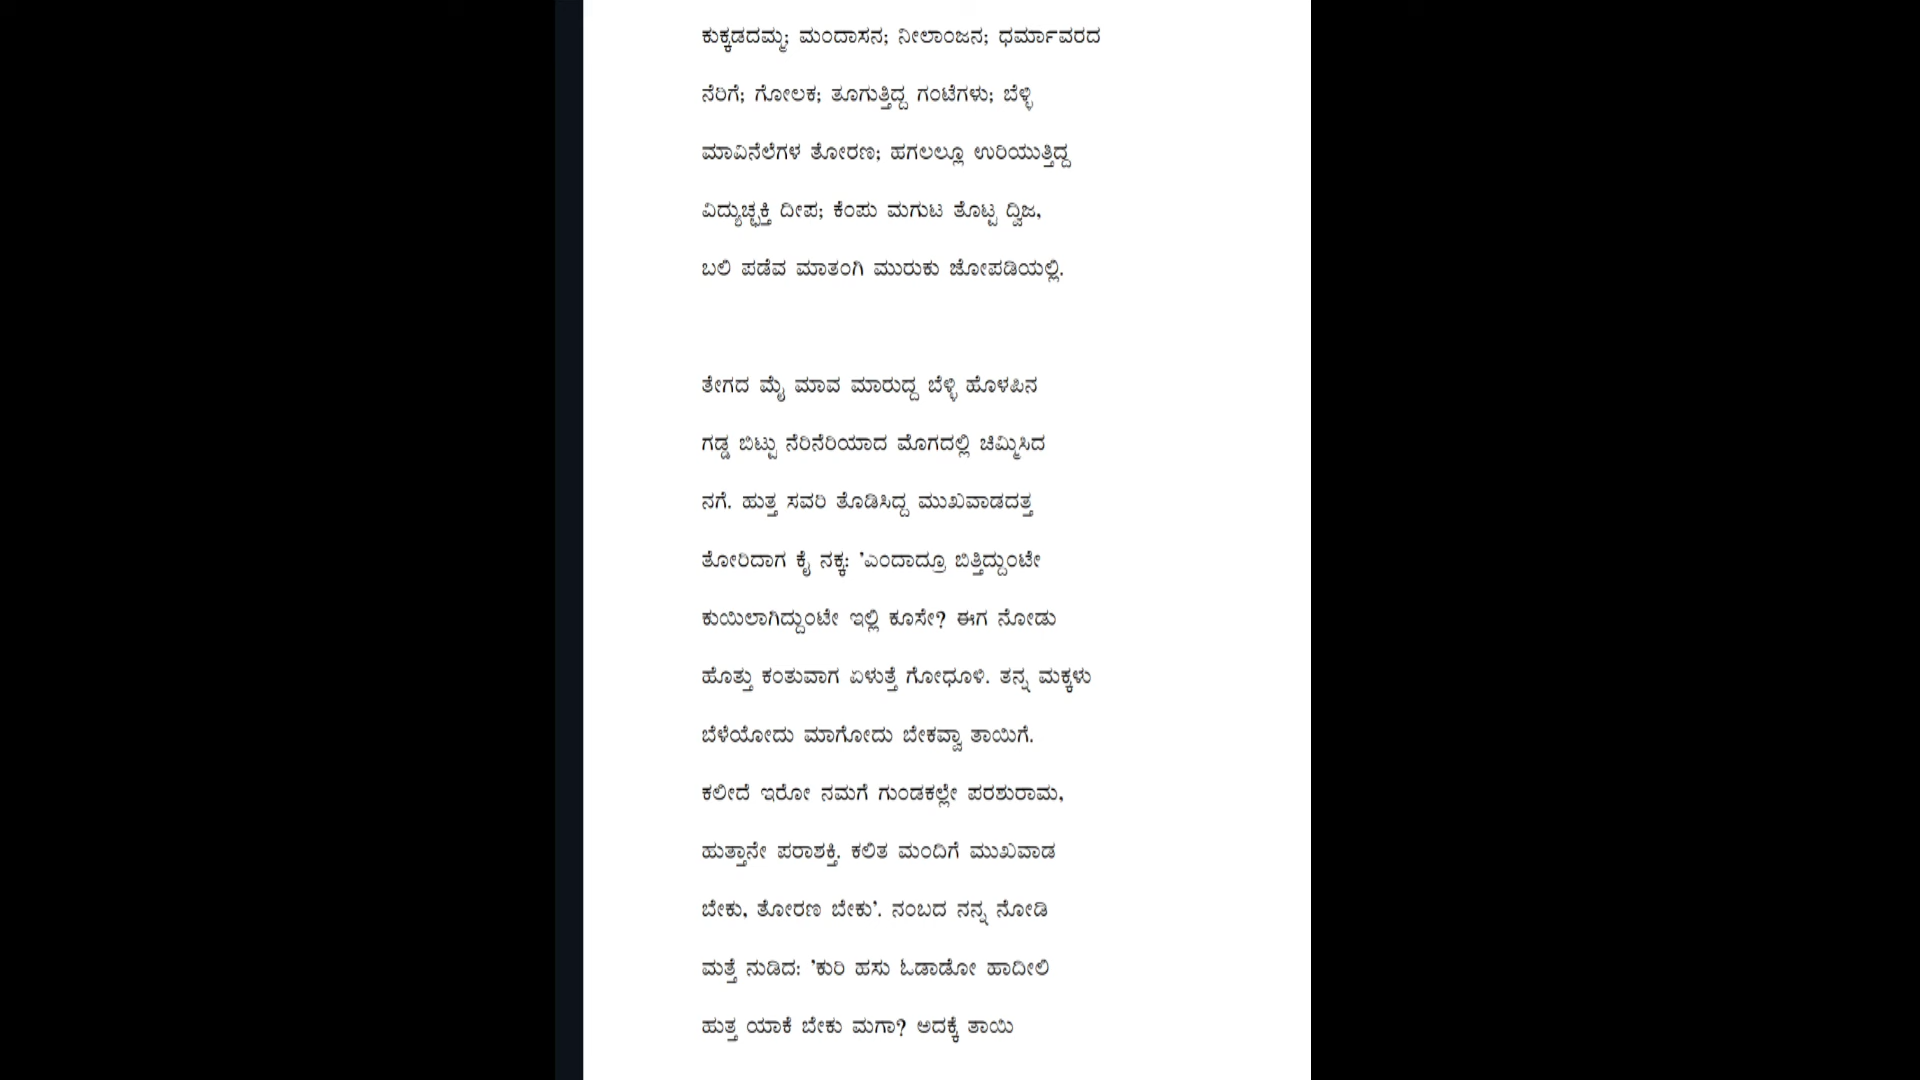 ಕುಕ್ಕಡದಮ್ಮ; ಮಂದಾಸನ; ನೀಲಾಂಜನ; ಧರ್ಮಾವರದ
ನೆರಿಗೆ; ಗೋಲಕ; ತೂಗುತ್ತಿದ್ದ ಗಂಟೆಗಳು; ಬೆಳ್ಳಿ
ಮಾವಿನೆಲೆಗಳ ತೋರಣ; ಹಗಲಲ್ಲೂ ಉರಿಯುತ್ತಿದ್ದ
ವಿದ್ಯುಚ್ಛಕ್ತಿ ದೀಪ; ಕೆಂಪು ಮಗುಟ ತೊಟ್ಟ ದ್ವಿಜ,
ಬಲಿ ಪಡೆವ ಮಾತಂಗಿ ಮುರುಕು ಜೋಪಡಿಯಲ್ಲಿ.
ತೇಗದ ಮೈ ಮಾವ ಮಾರುದ್ದ ಬೆಳ್ಳಿ ಹೊಳಪಿನ
ಗಡ್ಡ ಬಿಟ್ಟು ನೆರಿನೆರಿಯಾದ ಮೊಗದಲ್ಲಿ ಚಿಮ್ಮಿಸಿದ
ನಗೆ. ಹುತ್ತ ಸವರಿ ತೊಡಿಸಿದ್ದ ಮುಖವಾಡದತ್ತ
ತೋರಿದಾಗ ಕೈ ನಕ್ಕ: 'ಎಂದಾದ್ರೂ ಬಿತ್ತಿದ್ದುಂಟೇ
ಕುಯಿಲಾಗಿದ್ದುಂಟೇ ಇಲ್ಲಿ ಕೂಸೇ? ಈಗ ನೋಡು
ಹೊತ್ತು ಕಂತುವಾಗ ಏಳುತ್ತೆ ಗೋಧೂಳಿ. ತನ್ನ ಮಕ್ಕಳು
ಬೆಳೆಯೋದು ಮಾಗೋದು ಬೇಕವ್ವಾ ತಾಯಿಗೆ.
ಕಲೀದೆ ಇರೋ ನಮಗೆ ಗುಂಡಕಲ್ಲೇ ಪರಶುರಾಮ,
ಹುತ್ತಾನೇ ಪರಾಶಕ್ತಿ. ಕಲಿತ ಮಂದಿಗೆ ಮುಖವಾಡ
ಬೇಕು, ತೋರಣ ಬೇಕು'. ನಂಬದ ನನ್ನ ನೋಡಿ
ಮತ್ತೆ ನುಡಿದ: 'ಕುರಿ ಹಸು ಓಡಾಡೋ ಹಾದೀಲಿ
ಹುತ್ತ ಯಾಕೆ ಬೇಕು ಮಗಾ? ಅದಕ್ಕೆ ತಾಯಿ